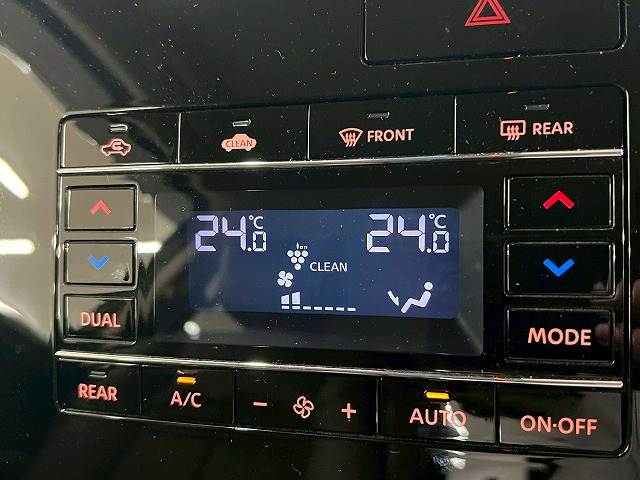 CLEAN FRONT REAR
24.0°C 24.0°C
ion
CLEAN
DUAL MODE
REAR A/C − + AUTO ON·OFF